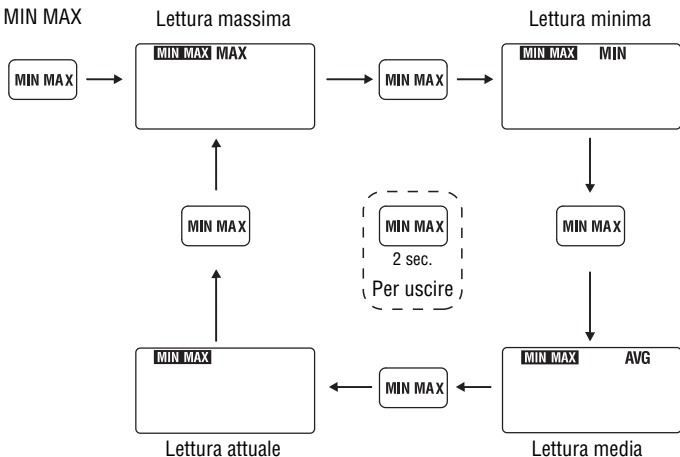 MIN MAX
Lettura massima
Lettura minima
MIN MAX
MIN MAX MAX
MIN MAX
MIN MAX MIN
MIN MAX
MIN MAX
2 sec.
Per uscire
MIN MAX
MIN MAX
MIN MAX
MIN MAX AVG
Lettura attuale
Lettura media